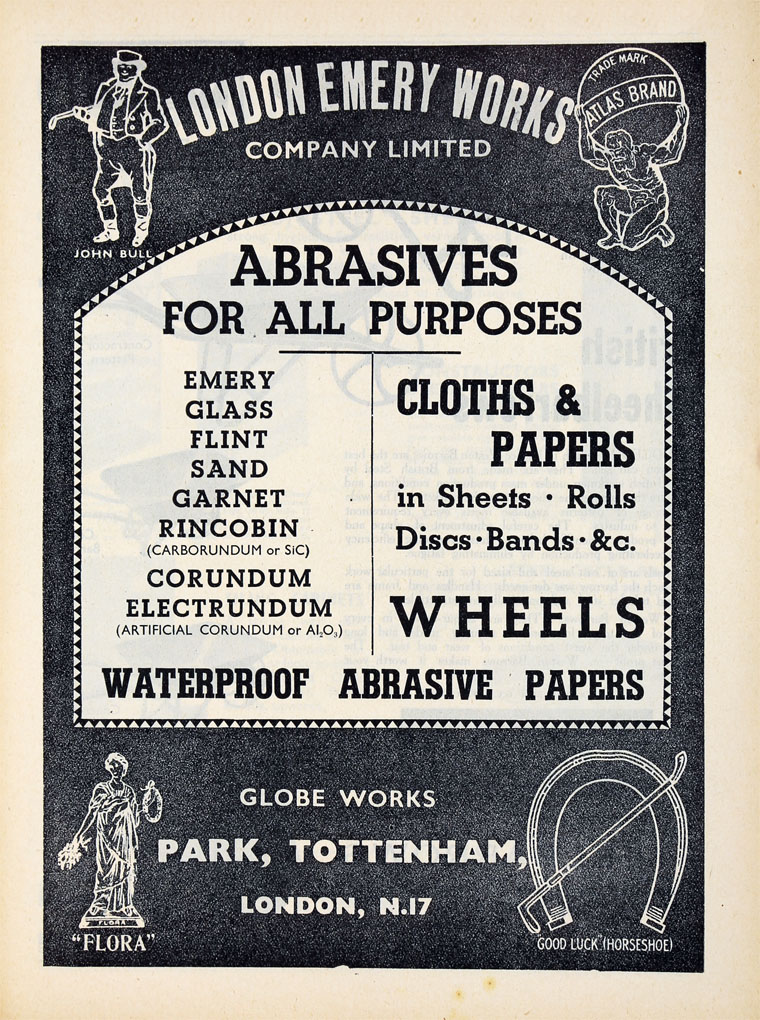 LONDON EMERY WORKS
COMPANY LIMITED
JOHN BULL
TRADE MARK
ATLAS BRAND
ABRASIVES
FOR ALL PURPOSES
EMERY
GLASS
FLINT
SAND
GARNET
RINCOBIN
(CARBORUNDUM or SiC)
CORUNDUM
ELECTRUNDUM
(ARTIFICIAL CORUNDUM or Al₂O₃)
CLOTHS &
PAPERS
in Sheets · Rolls
Discs · Bands · &c.
WHEELS
WATERPROOF ABRASIVE PAPERS
GLOBE WORKS
PARK, TOTTENHAM,
LONDON, N.17
FLORA
"FLORA"
GOOD LUCK" (HORSESHOE)